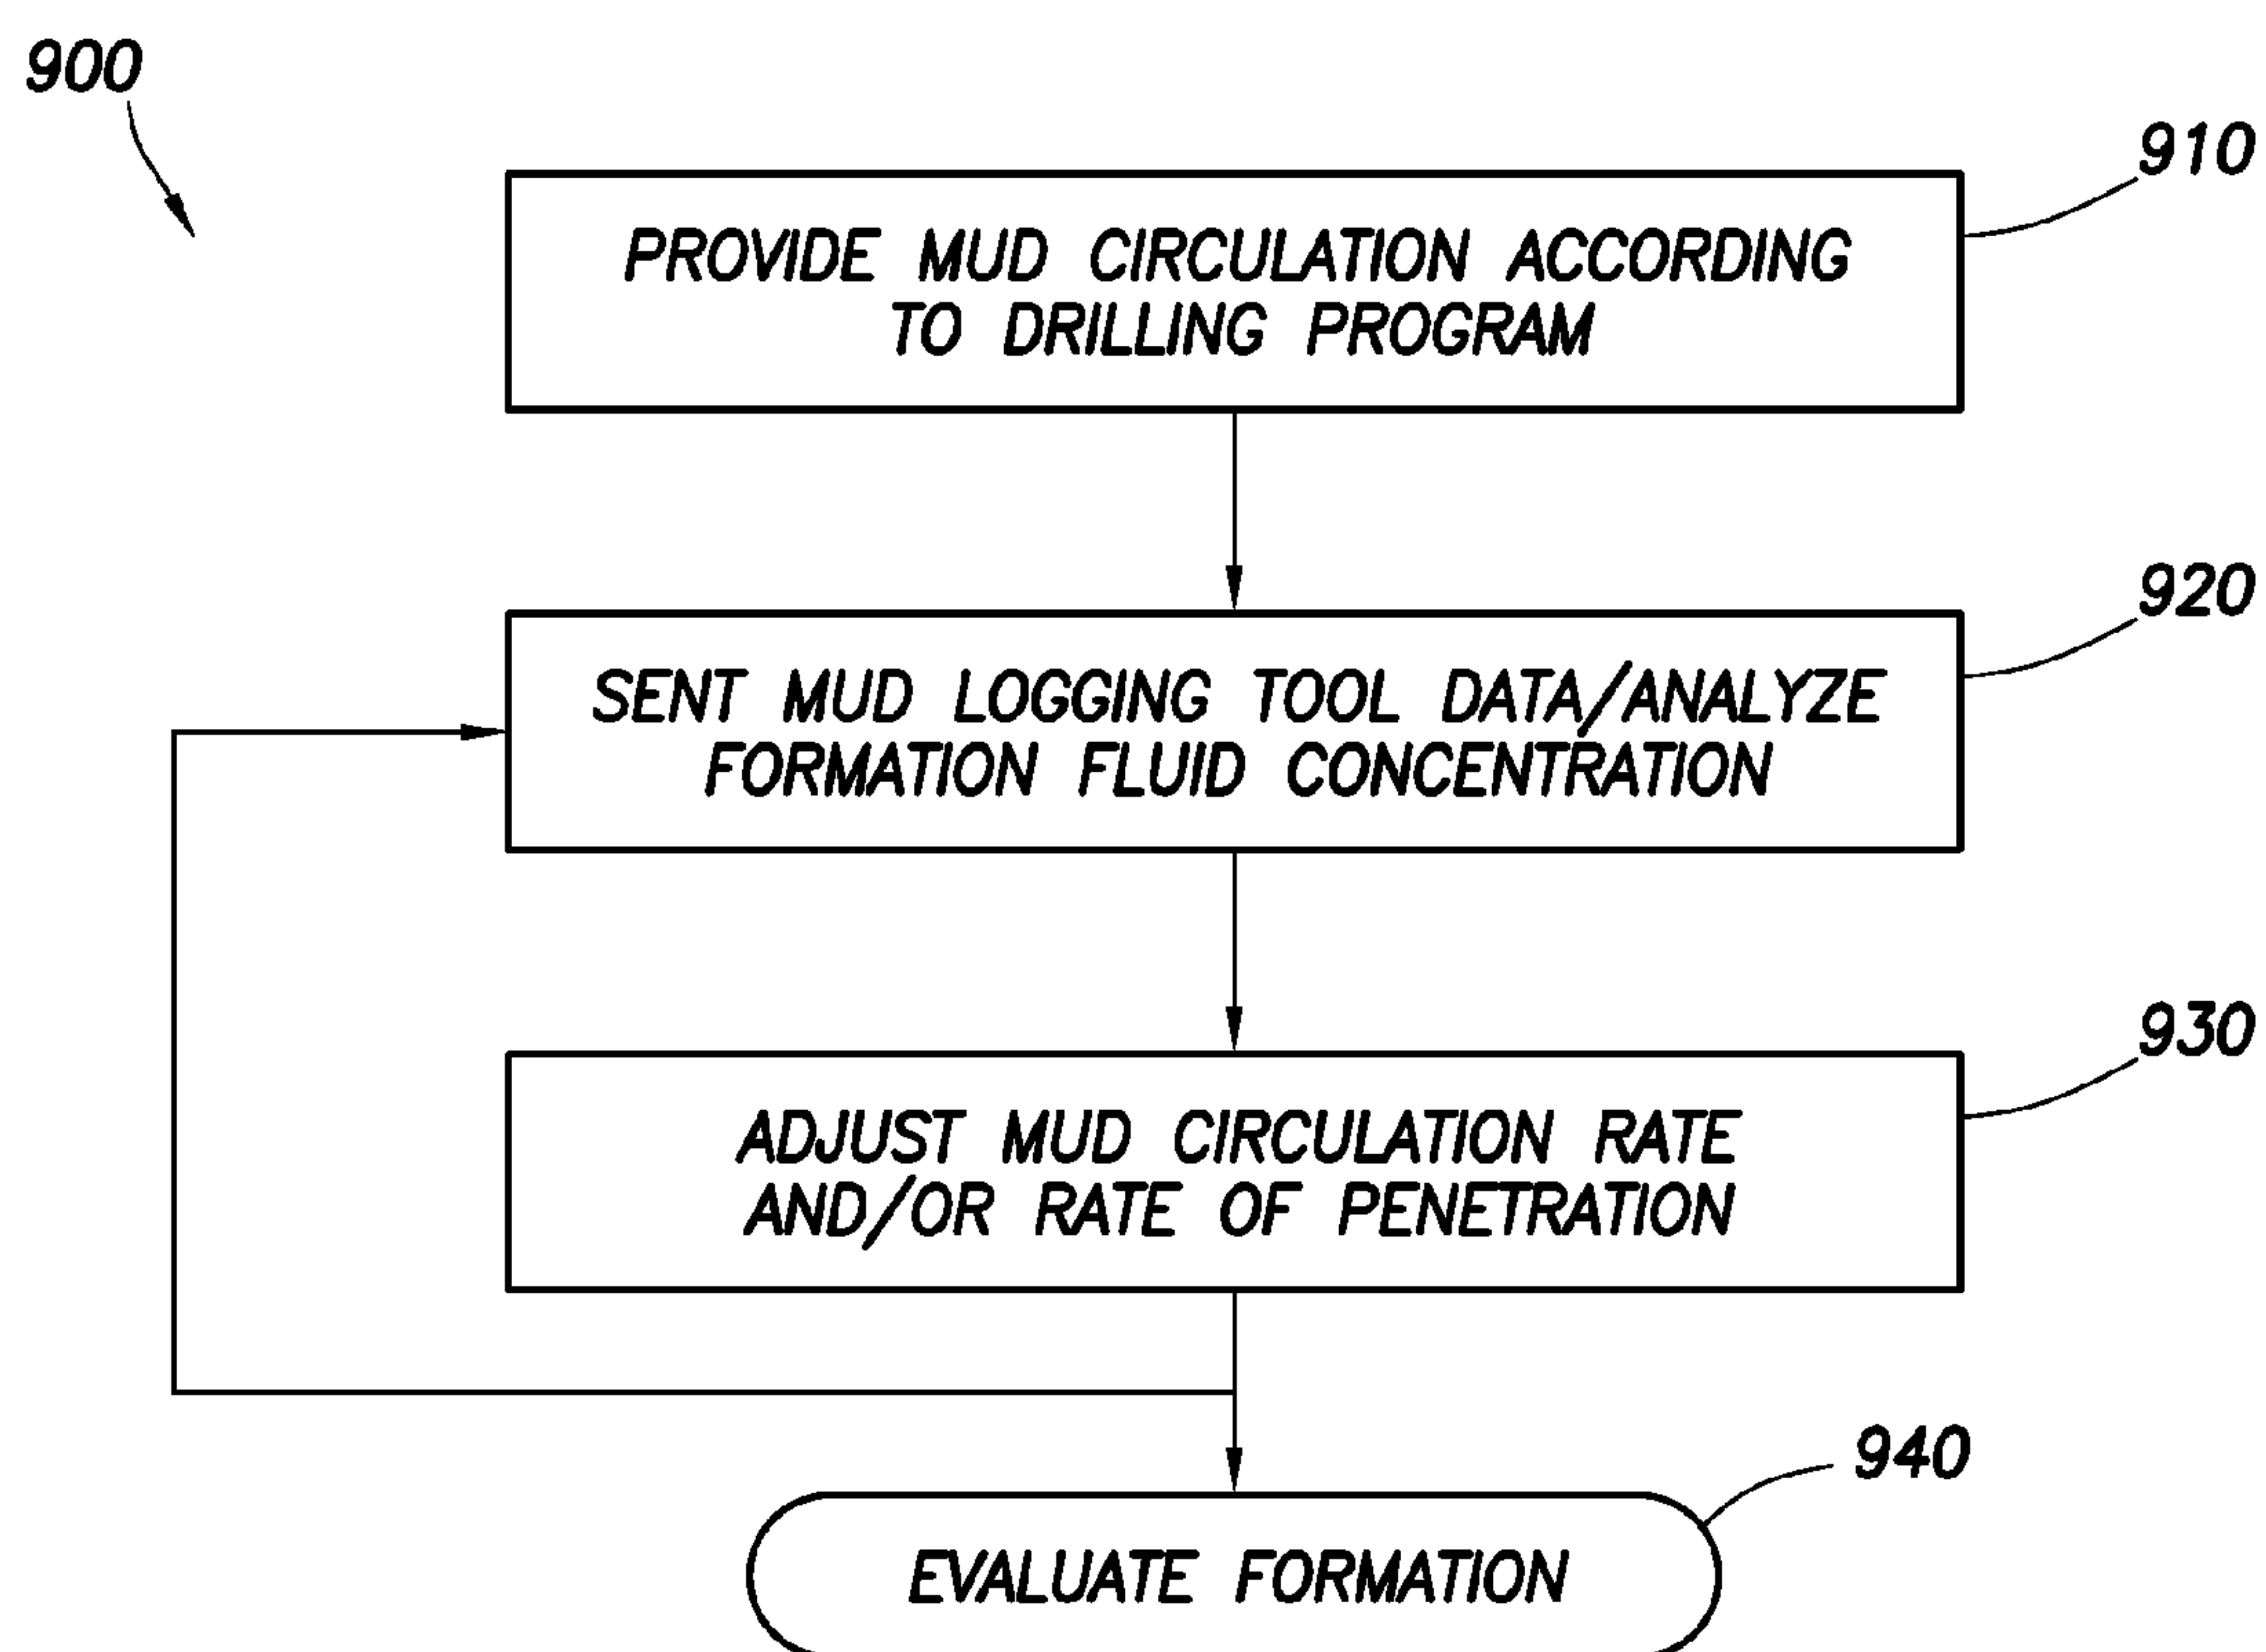 900
910
PROVIDE MUD CIRCULATION ACCORDING
TO DRILLING PROGRAM
920
SENT MUD LOGGING TOOL DATA/ANALYZE
FORMATION FLUID CONCENTRATION
930
ADJUST MUD CIRCULATION RATE
AND/OR RATE OF PENETRATION
940
EVALUATE FORMATION